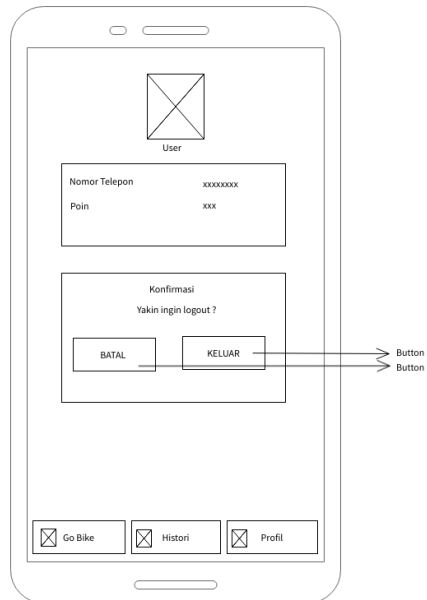 User
Nomor Telepon xxxxxxxx
Poin xxx
Konfirmasi
Yakin ingin logout ?
BATAL KELUAR
Button
Button
Go Bike Histori Profil